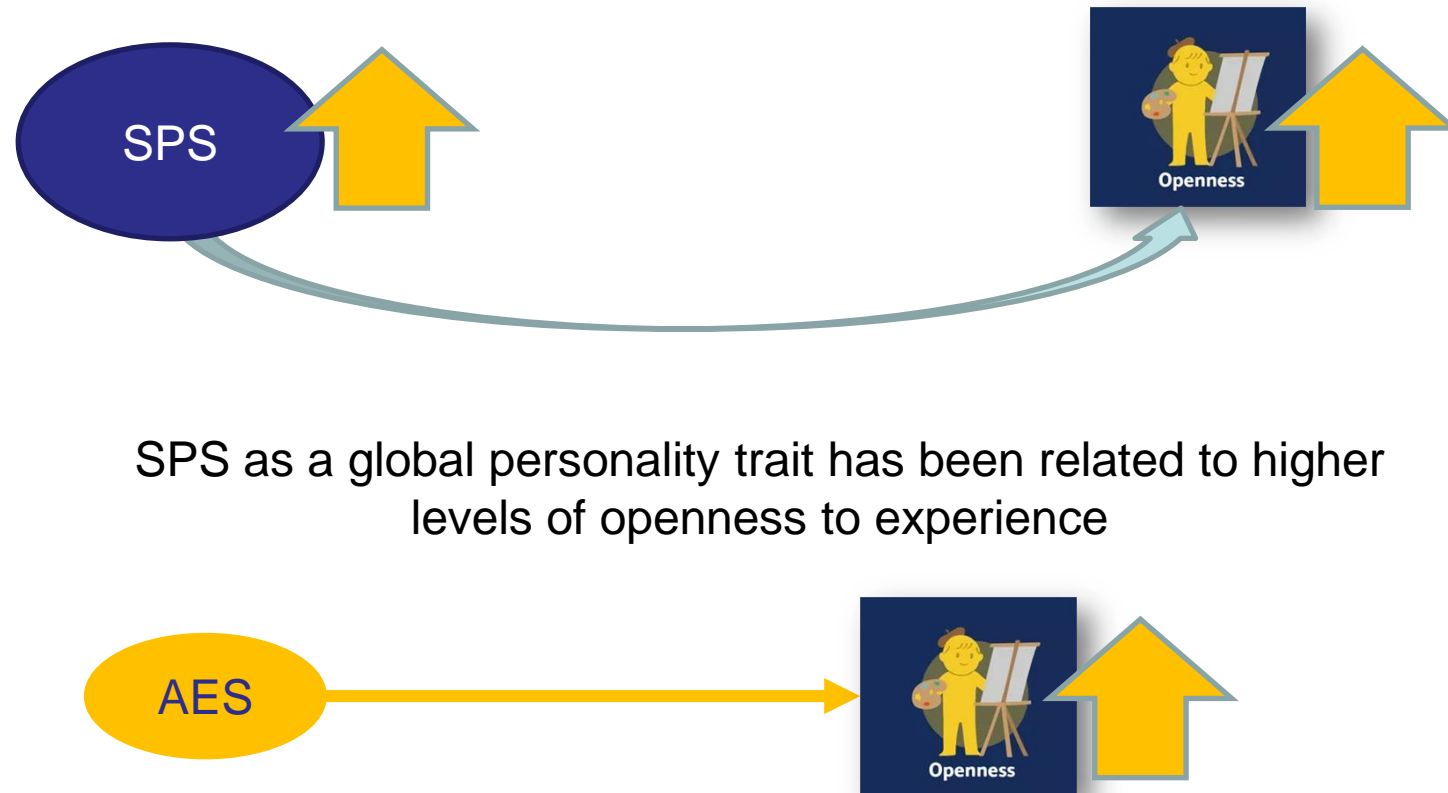 SPS
Openness
SPS as a global personality trait has been related to higher
levels of openness to experience
AES
Openness